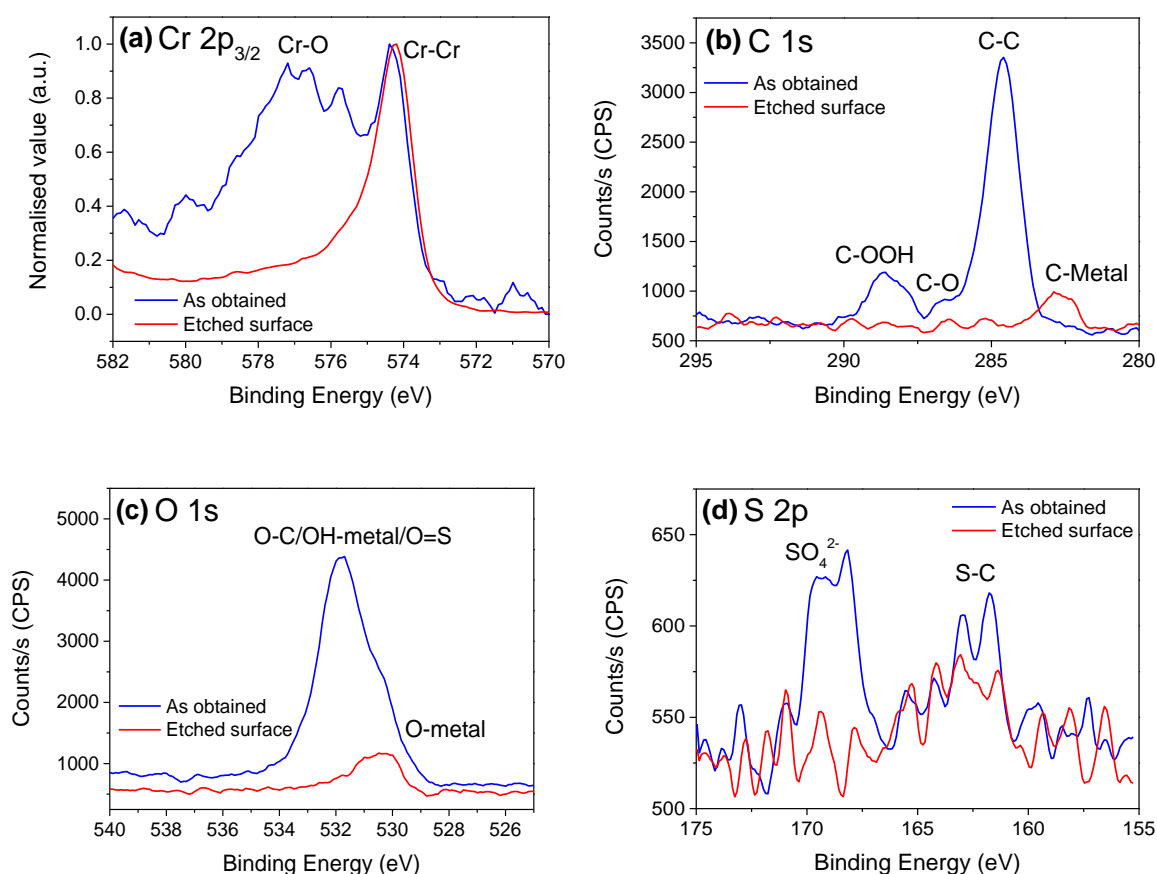 (a) Cr 2p3/2
Cr-O
Cr-Cr
As obtained
Etched surface
Normalised value (a.u.)
1.0
0.8
0.6
0.4
0.2
0.0
582 580 578 576 574 572 570
Binding Energy (eV)
(b) C 1s
C-C
As obtained
Etched surface
C-OOH
C-O
C-Metal
Counts/s (CPS)
3500
3000
2500
2000
1500
1000
500
295 290 285 280
Binding Energy (eV)
(c) O 1s
O-C/OH-metal/O=S
As obtained
Etched surface
O-metal
Counts/s (CPS)
5000
4000
3000
2000
1000
540 538 536 534 532 530 528 526
Binding Energy (eV)
(d) S 2p
As obtained
Etched surface
SO4 2-
S-C
Counts/s (CPS)
650
600
550
500
175 170 165 160 155
Binding Energy (eV)